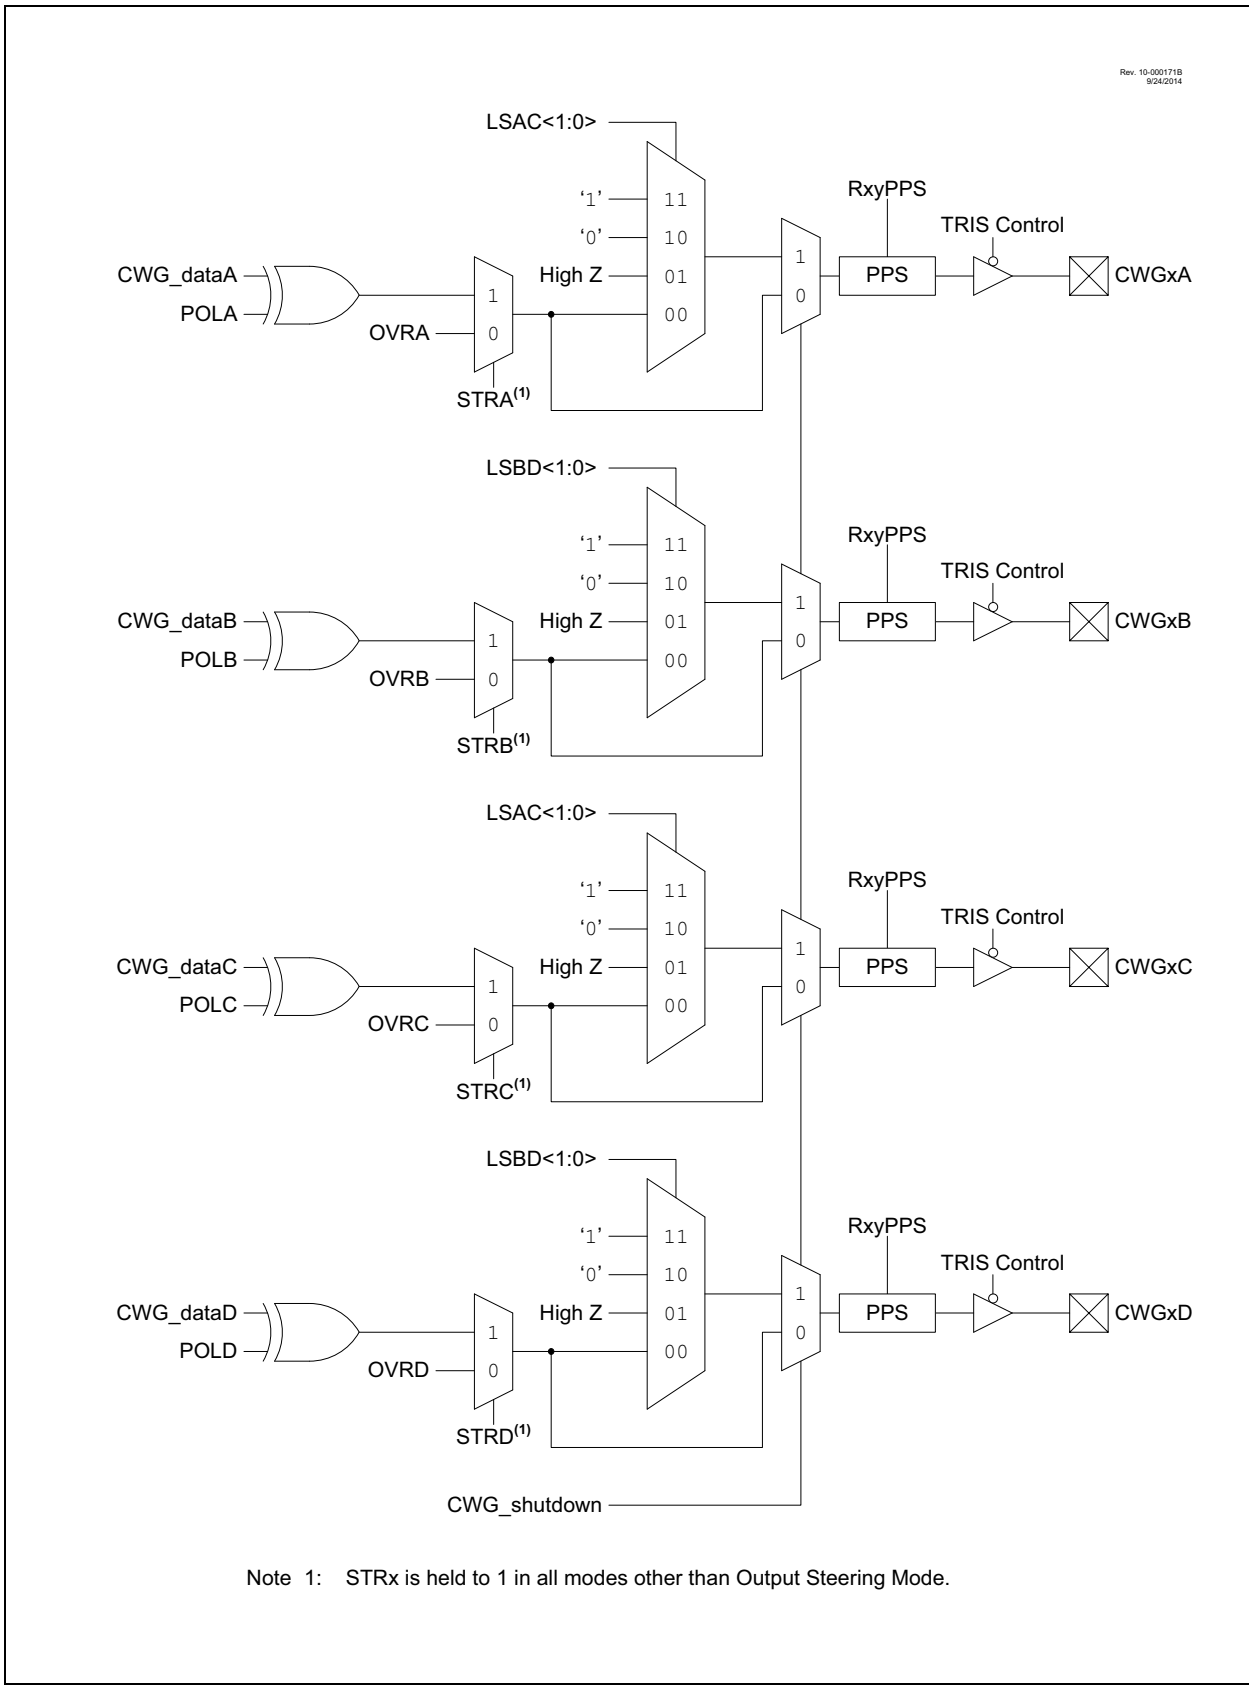 Rev. 10-000171B
9/24/2014
LSAC<1:0>
‘1’ 11
‘0’ 10
High Z 01
00
CWG_dataA
POLA
OVRA
1
0
STRA(1)
1
0
RxyPPS
PPS
TRIS Control
CWGxA
LSBD<1:0>
‘1’ 11
‘0’ 10
High Z 01
00
CWG_dataB
POLB
OVRB
1
0
STRB(1)
1
0
RxyPPS
PPS
TRIS Control
CWGxB
LSAC<1:0>
‘1’ 11
‘0’ 10
High Z 01
00
CWG_dataC
POLC
OVRC
1
0
STRC(1)
1
0
RxyPPS
PPS
TRIS Control
CWGxC
LSBD<1:0>
‘1’ 11
‘0’ 10
High Z 01
00
CWG_dataD
POLD
OVRD
1
0
STRD(1)
1
0
RxyPPS
PPS
TRIS Control
CWGxD
CWG_shutdown
Note 1: STRx is held to 1 in all modes other than Output Steering Mode.